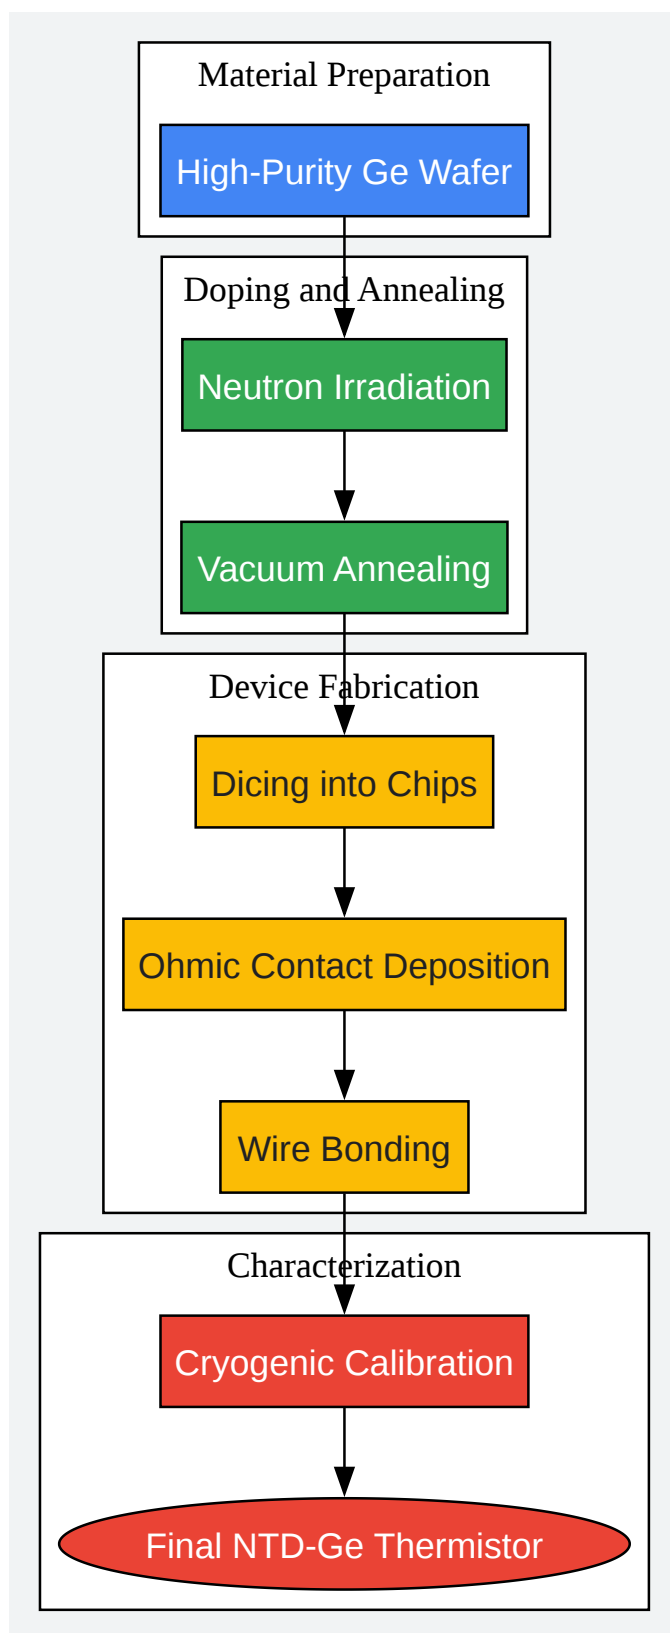 Material Preparation
High-Purity Ge Wafer
Doping and Annealing
Neutron Irradiation
Vacuum Annealing
Device Fabrication
Dicing into Chips
Ohmic Contact Deposition
Wire Bonding
Characterization
Cryogenic Calibration
Final NTD-Ge Thermistor